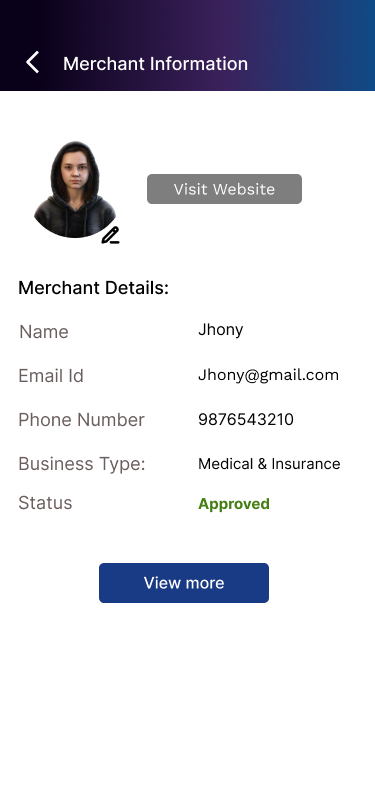 Merchant Information
Visit Website
Merchant Details:
Name Jhony
Email Id Jhony@gmail.com
Phone Number 9876543210
Business Type: Medical & Insurance
Status Approved
View more